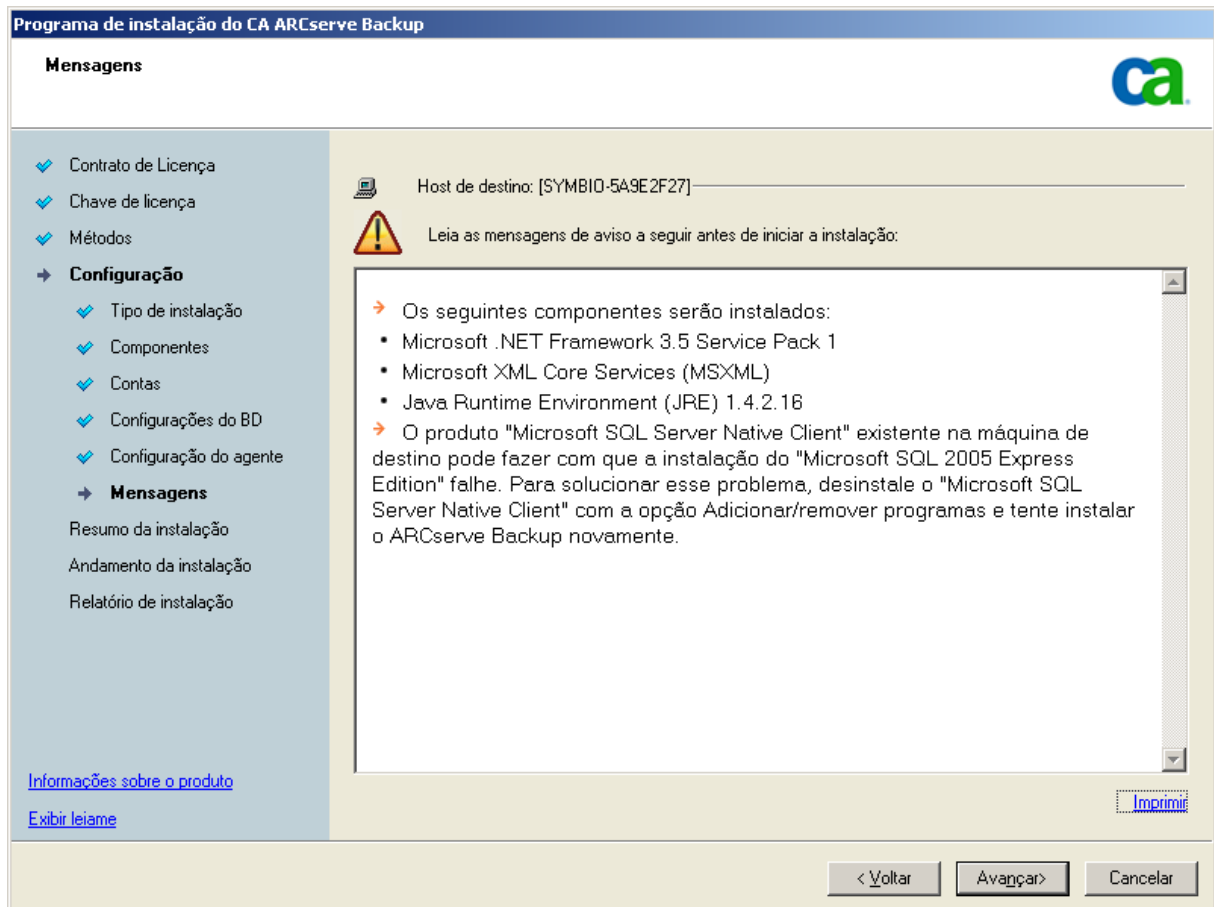 Programa de instalação do CA ARCserve Backup
Mensagens
ca
Contrato de Licença
Chave de licença
Métodos
Configuração
Tipo de instalação
Componentes
Contas
Configurações do BD
Configuração do agente
Mensagens
Resumo da instalação
Andamento da instalação
Relatório de instalação
Informações sobre o produto
Exibir leiame
Host de destino: [SYMBIO-5A9E2F27]
Leia as mensagens de aviso a seguir antes de iniciar a instalação:
Os seguintes componentes serão instalados:
• Microsoft .NET Framework 3.5 Service Pack 1
• Microsoft XML Core Services (MSXML)
• Java Runtime Environment (JRE) 1.4.2.16
O produto "Microsoft SQL Server Native Client" existente na máquina de
destino pode fazer com que a instalação do "Microsoft SQL 2005 Express
Edition" falhe. Para solucionar esse problema, desinstale o "Microsoft SQL
Server Native Client" com a opção Adicionar/remover programas e tente instalar
o ARCserve Backup novamente.
Imprimir
< Voltar
Avançar>
Cancelar